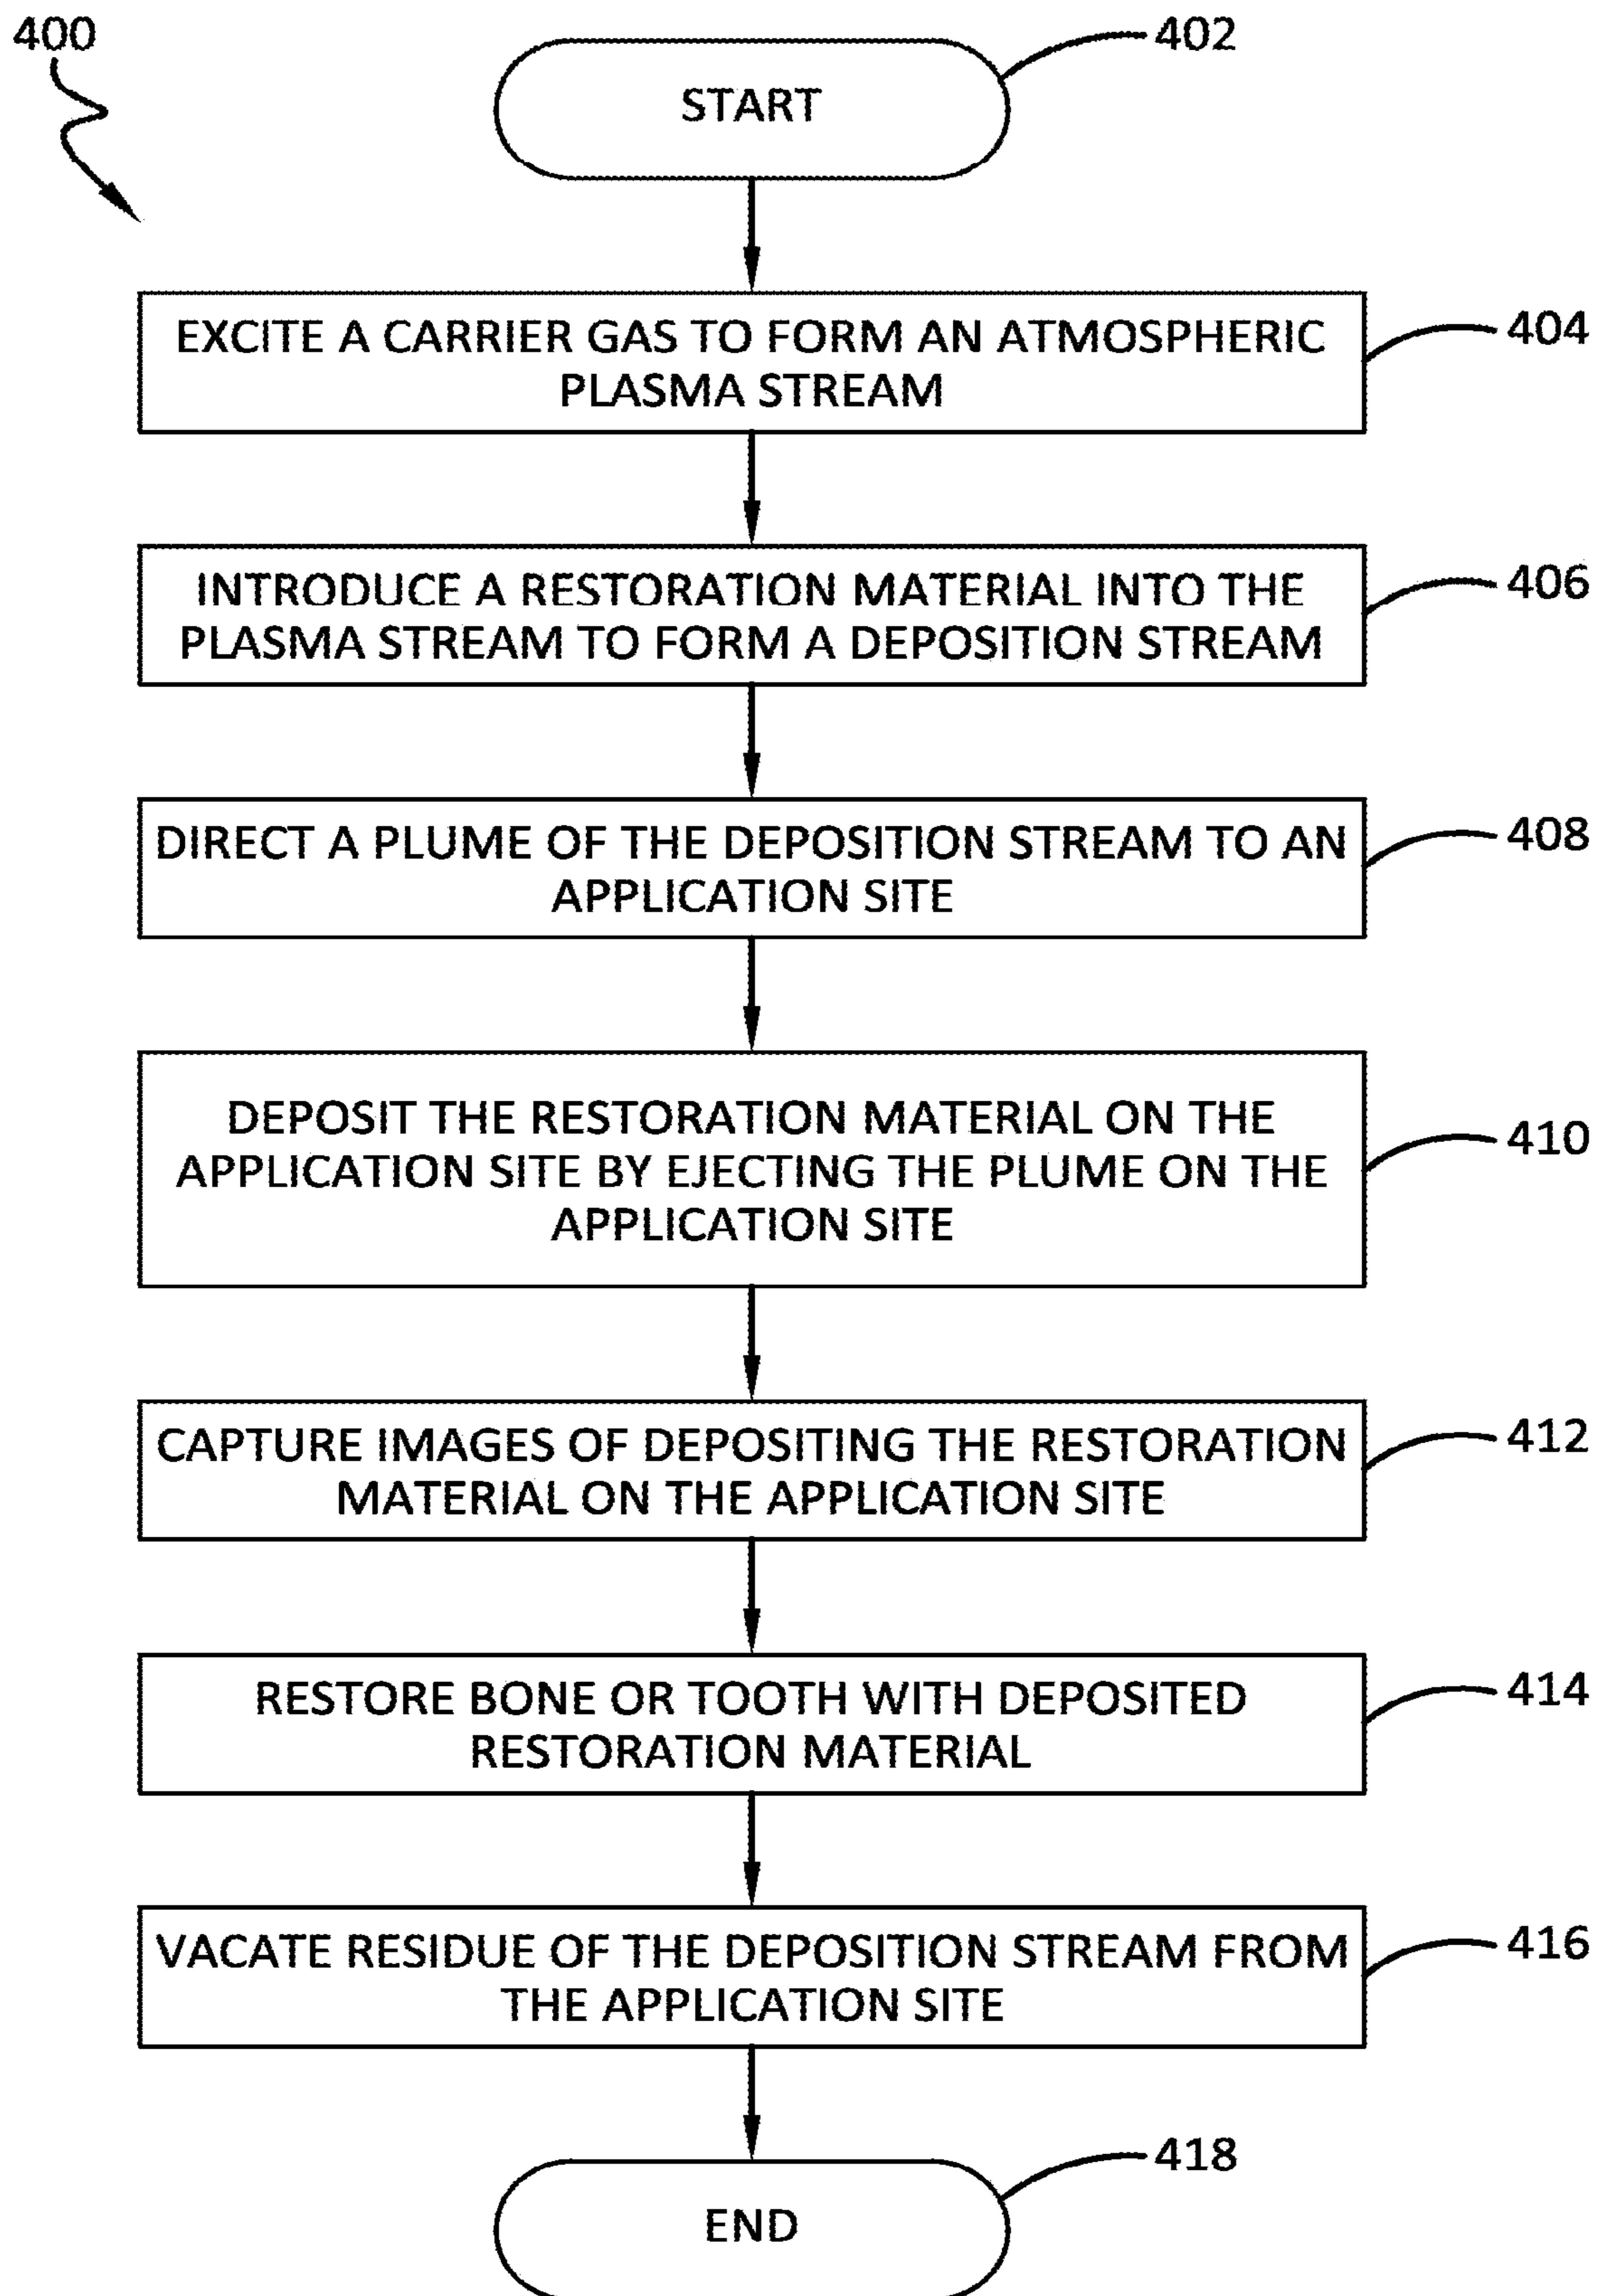 400
402
START
EXCITE A CARRIER GAS TO FORM AN ATMOSPHERIC
PLASMA STREAM
404
INTRODUCE A RESTORATION MATERIAL INTO THE
PLASMA STREAM TO FORM A DEPOSITION STREAM
406
DIRECT A PLUME OF THE DEPOSITION STREAM TO AN
APPLICATION SITE
408
DEPOSIT THE RESTORATION MATERIAL ON THE
APPLICATION SITE BY EJECTING THE PLUME ON THE
APPLICATION SITE
410
CAPTURE IMAGES OF DEPOSITING THE RESTORATION
MATERIAL ON THE APPLICATION SITE
412
RESTORE BONE OR TOOTH WITH DEPOSITED
RESTORATION MATERIAL
414
VACATE RESIDUE OF THE DEPOSITION STREAM FROM
THE APPLICATION SITE
416
418
END